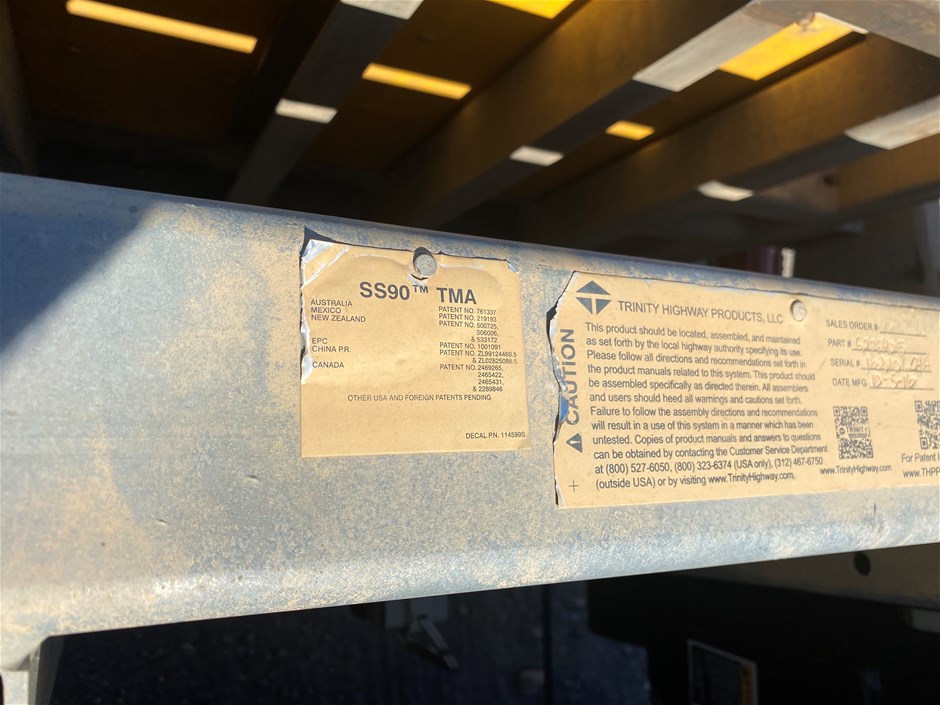 SS90™ TMA
AUSTRALIA PATENT NO. 761337
MEXICO PATENT NO. 219193
NEW ZEALAND PATENT NO. 500725,
506006,
& 533172
EPC PATENT NO. 1001091
CHINA P.R. PATENT NO. ZL99124460.5
& ZL02825088.5
CANADA PATENT NO. 2469265,
2465422,
2465431,
& 2289846
OTHER USA AND FOREIGN PATENTS PENDING
DECAL P.N. 114599B
TRINITY HIGHWAY PRODUCTS, LLC
CAUTION
This product should be located, assembled, and maintained
as set forth by the local highway authority specifying its use.
Please follow all directions and recommendations set forth in
the product manuals related to this system. This product should
be assembled specifically as directed therein. All assemblers
and users should heed all warnings and cautions set forth.
Failure to follow the assembly directions and recommendations
will result in a use of this system in a manner which has been
untested. Copies of product manuals and answers to questions
can be obtained by contacting the Customer Service Department
at (800) 527-6050, (800) 323-6374 (USA only), (312) 467-6750
(outside USA) or by visiting www.TrinityHighway.com.
SALES ORDER #
PART #
SERIAL #
DATE MFG 10-5-16
TRINITY
www.TrinityHighway.com
For Patent
www.THPP